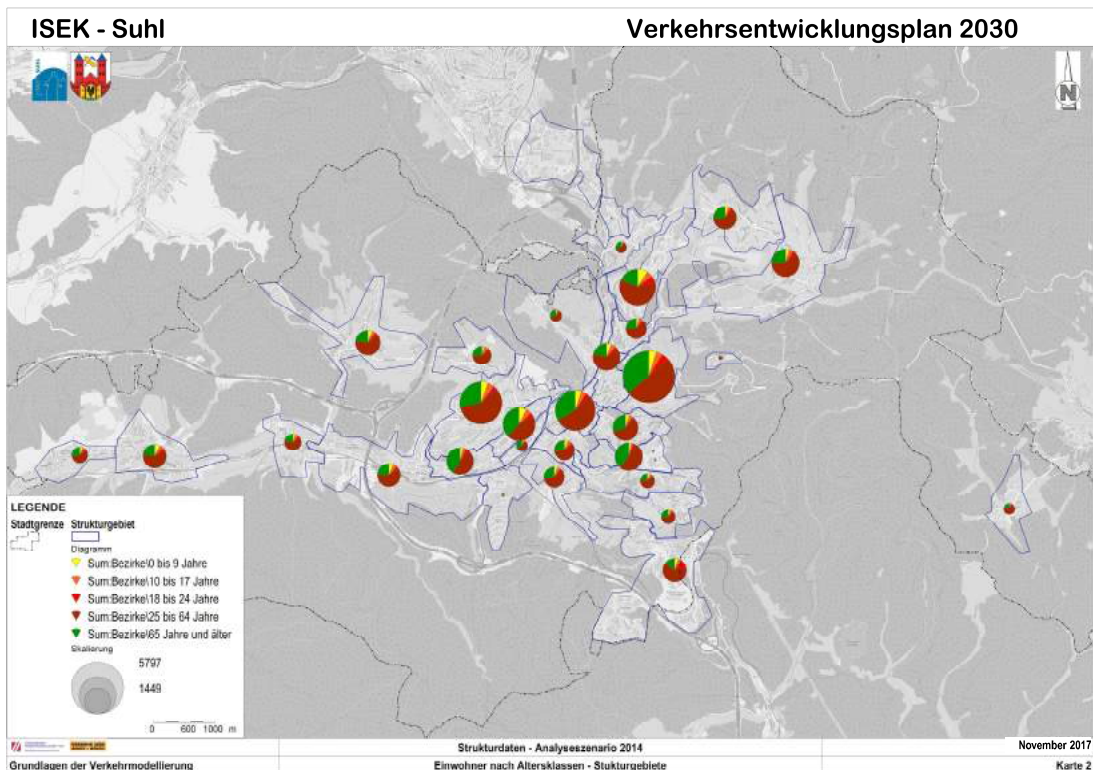 ISEK - Suhl
Verkehrsentwicklungsplan 2030
N
LEGENDE
Stadtgrenze Strukturgebiet
Diagramm
Sum:Bezirke\0 bis 9 Jahre
Sum:Bezirke\10 bis 17 Jahre
Sum:Bezirke\18 bis 24 Jahre
Sum:Bezirke\25 bis 64 Jahre
Sum:Bezirke\65 Jahre und älter
Skalierung
5797
1449
0 600 1000 m
Strukturdaten - Analyseszenario 2014
November 2017
Grundlagen der Verkehrmodellierung
Einwohner nach Altersklassen - Stukturgebiete
Karte 2